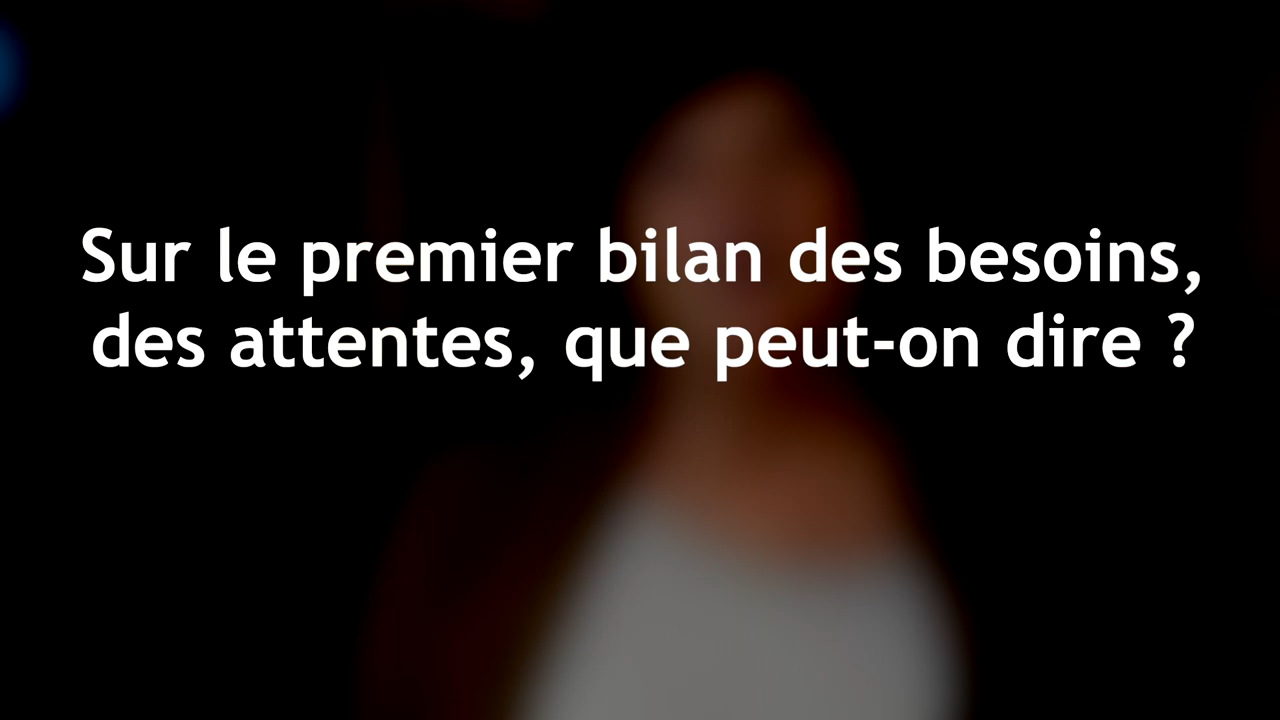 Sur le premier bilan des besoins,
des attentes, que peut-on dire ?